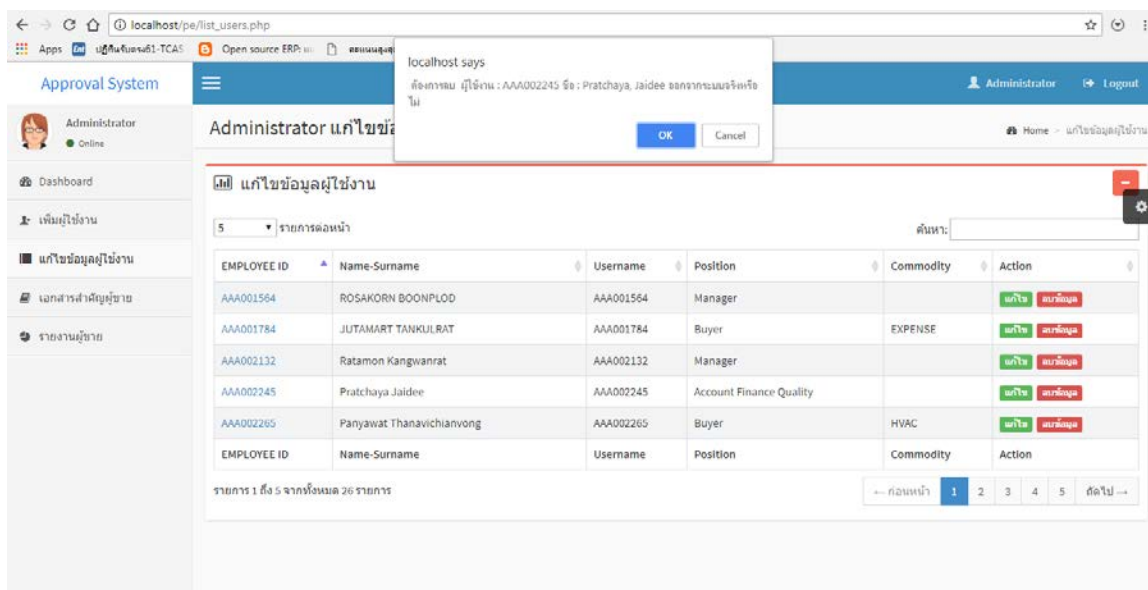 localhost/pe/list_users.php
Apps ปฏิทินรับตรง61-TCAS Open source ERP:
localhost says
ต้องการลบ ผู้ใช้งาน : AAA002245 ชื่อ : Pratchaya, Jaidee ออกจากระบบจริงหรือ
ไม่
OK Cancel
Approval System Administrator Logout
Administrator
Online
Administrator แก้ไขข้อ
Home > แก้ไขข้อมูลผู้ใช้งาน
Dashboard
เพิ่มผู้ใช้งาน
แก้ไขข้อมูลผู้ใช้งาน
เอกสารสำคัญผู้ขาย
รายงานผู้ขาย
แก้ไขข้อมูลผู้ใช้งาน
5 รายการต่อหน้า ค้นหา:
EMPLOYEE ID Name-Surname Username Position Commodity Action
AAA001564 ROSAKORN BOONPLOD AAA001564 Manager แก้ไข ลบข้อมูล
AAA001784 JUTAMART TANKULRAT AAA001784 Buyer EXPENSE แก้ไข ลบข้อมูล
AAA002132 Ratamon Kangwanrat AAA002132 Manager แก้ไข ลบข้อมูล
AAA002245 Pratchaya Jaidee AAA002245 Account Finance Quality แก้ไข ลบข้อมูล
AAA002265 Panyawat Thanavichianvong AAA002265 Buyer HVAC แก้ไข ลบข้อมูล
EMPLOYEE ID Name-Surname Username Position Commodity Action
รายการ 1 ถึง 5 จากทั้งหมด 26 รายการ ← ก่อนหน้า 1 2 3 4 5 ถัดไป →